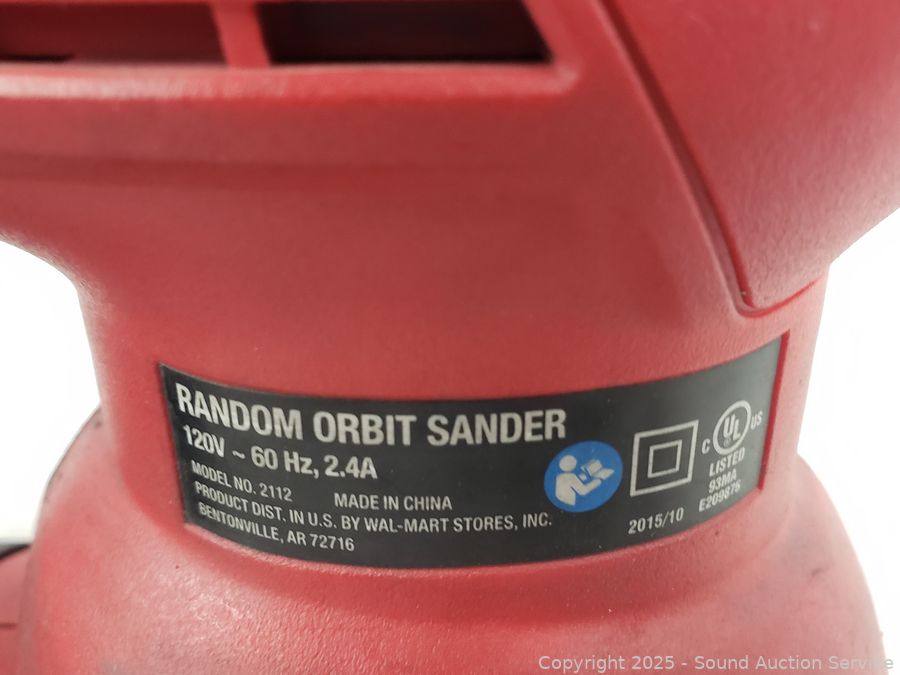 RANDOM ORBIT SANDER
120V ~ 60 Hz, 2.4A
MODEL NO. 2112 MADE IN CHINA
PRODUCT DIST. IN U.S. BY WAL-MART STORES, INC.
BENTONVILLE, AR 72716
2015/10
C UL US
LISTED
93MA
E209875
Copyright 2025 - Sound Auction Service